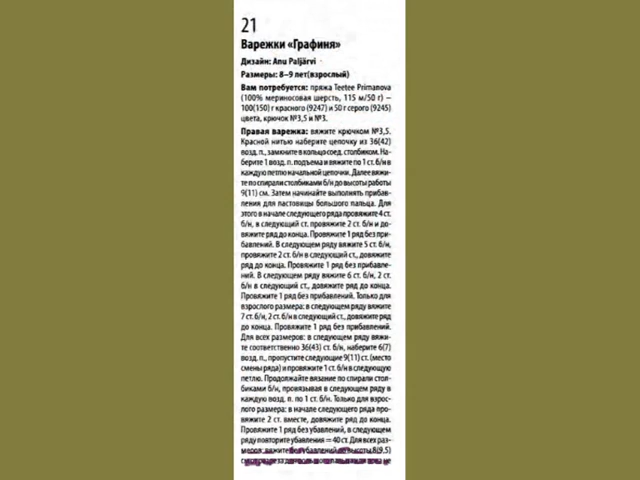 21
Варежки «Графиня»
Дизайн: Anu Paljärvi
Размеры: 8–9 лет(взрослый)
Вам потребуется: пряжа Teetee Primanova
(100% мериносовая шерсть, 115 м/50 г) –
100(150) г красного (9247) и 50 г серого (9245)
цвета, крючок №3,5 и №3.
Правая варежка: вяжите крючком №3,5.
Красной нитью наберите цепочку из 36(42)
возд. п., замкните в кольцо соед. столбиком. На-
берите 1 возд. п. подъема и вяжите по 1 ст. б/н в
каждую петлю начальной цепочки. Далее вяжи-
те по спирали столбиками б/н до высоты работы
9(11) см. Затем начинайте выполнять прибав-
ления для ластовицы большого пальца. Для
этого в начале следующего ряда провяжите 4 ст.
б/н, в следующий ст. провяжите 2 ст. б/н и до-
вяжите ряд до конца. Провяжите 1 ряд без при-
бавлений. В следующем ряду вяжите 5 ст. б/н,
провяжите 2 ст. б/н в следующий ст., довяжите
ряд до конца. Провяжите 1 ряд без прибавле-
ний. В следующем ряду вяжите 6 ст. б/н, 2 ст.
б/н в следующий ст., довяжите ряд до конца.
Провяжите 1 ряд без прибавлений. Только для
взрослого размера: в следующем ряду вяжите
7 ст. б/н, 2 ст. б/н в следующий ст., довяжите ряд
до конца. Провяжите 1 ряд без прибавлений.
Для всех размеров: в следующем ряду вяжи-
те соответственно 36(43) ст. б/н, наберите 6(7)
возд. п., пропустите следующие 9(11) ст. (место
смены ряда) и провяжите 1 ст. б/н в следующую
петлю. Продолжайте вязание по спирали стол-
биками б/н, провязывая в следующем ряду в
каждую возд. п. по 1 ст. б/н. Только для взрос-
лого размера: в начале следующего ряда про-
вяжите 2 ст. вместе, довяжите ряд до конца.
Провяжите 1 ряд без убавлений, в следующем
ряду повторите убавления = 40 ст. Для всех раз-
меров: вяжите без убавлений до высоты 8(9,5)